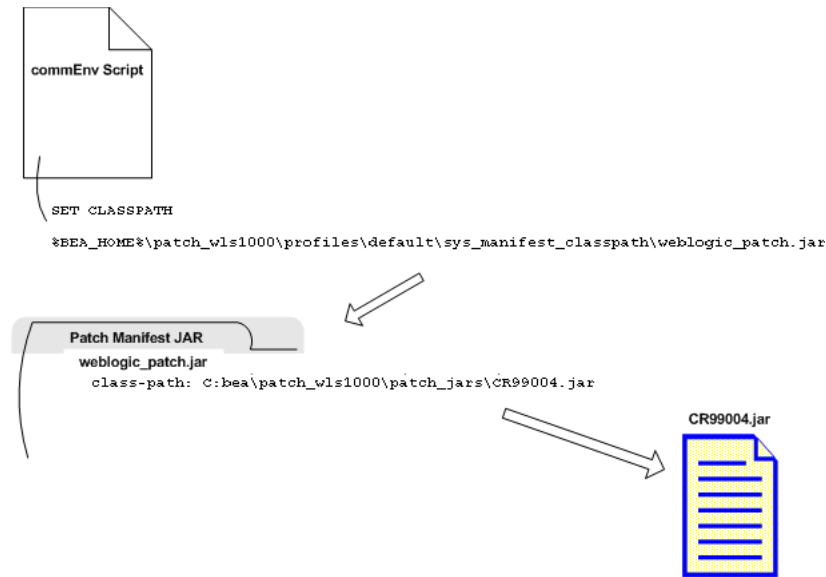 commEnv Script
SET CLASSPATH
%BEA_HOME%\patch_wls1000\profiles\default\sys_manifest_classpath\weblogic_patch.jar
Patch Manifest JAR
weblogic_patch.jar
class-path: C:bea\patch_wls1000\patch_jars\CR99004.jar
CR99004.jar